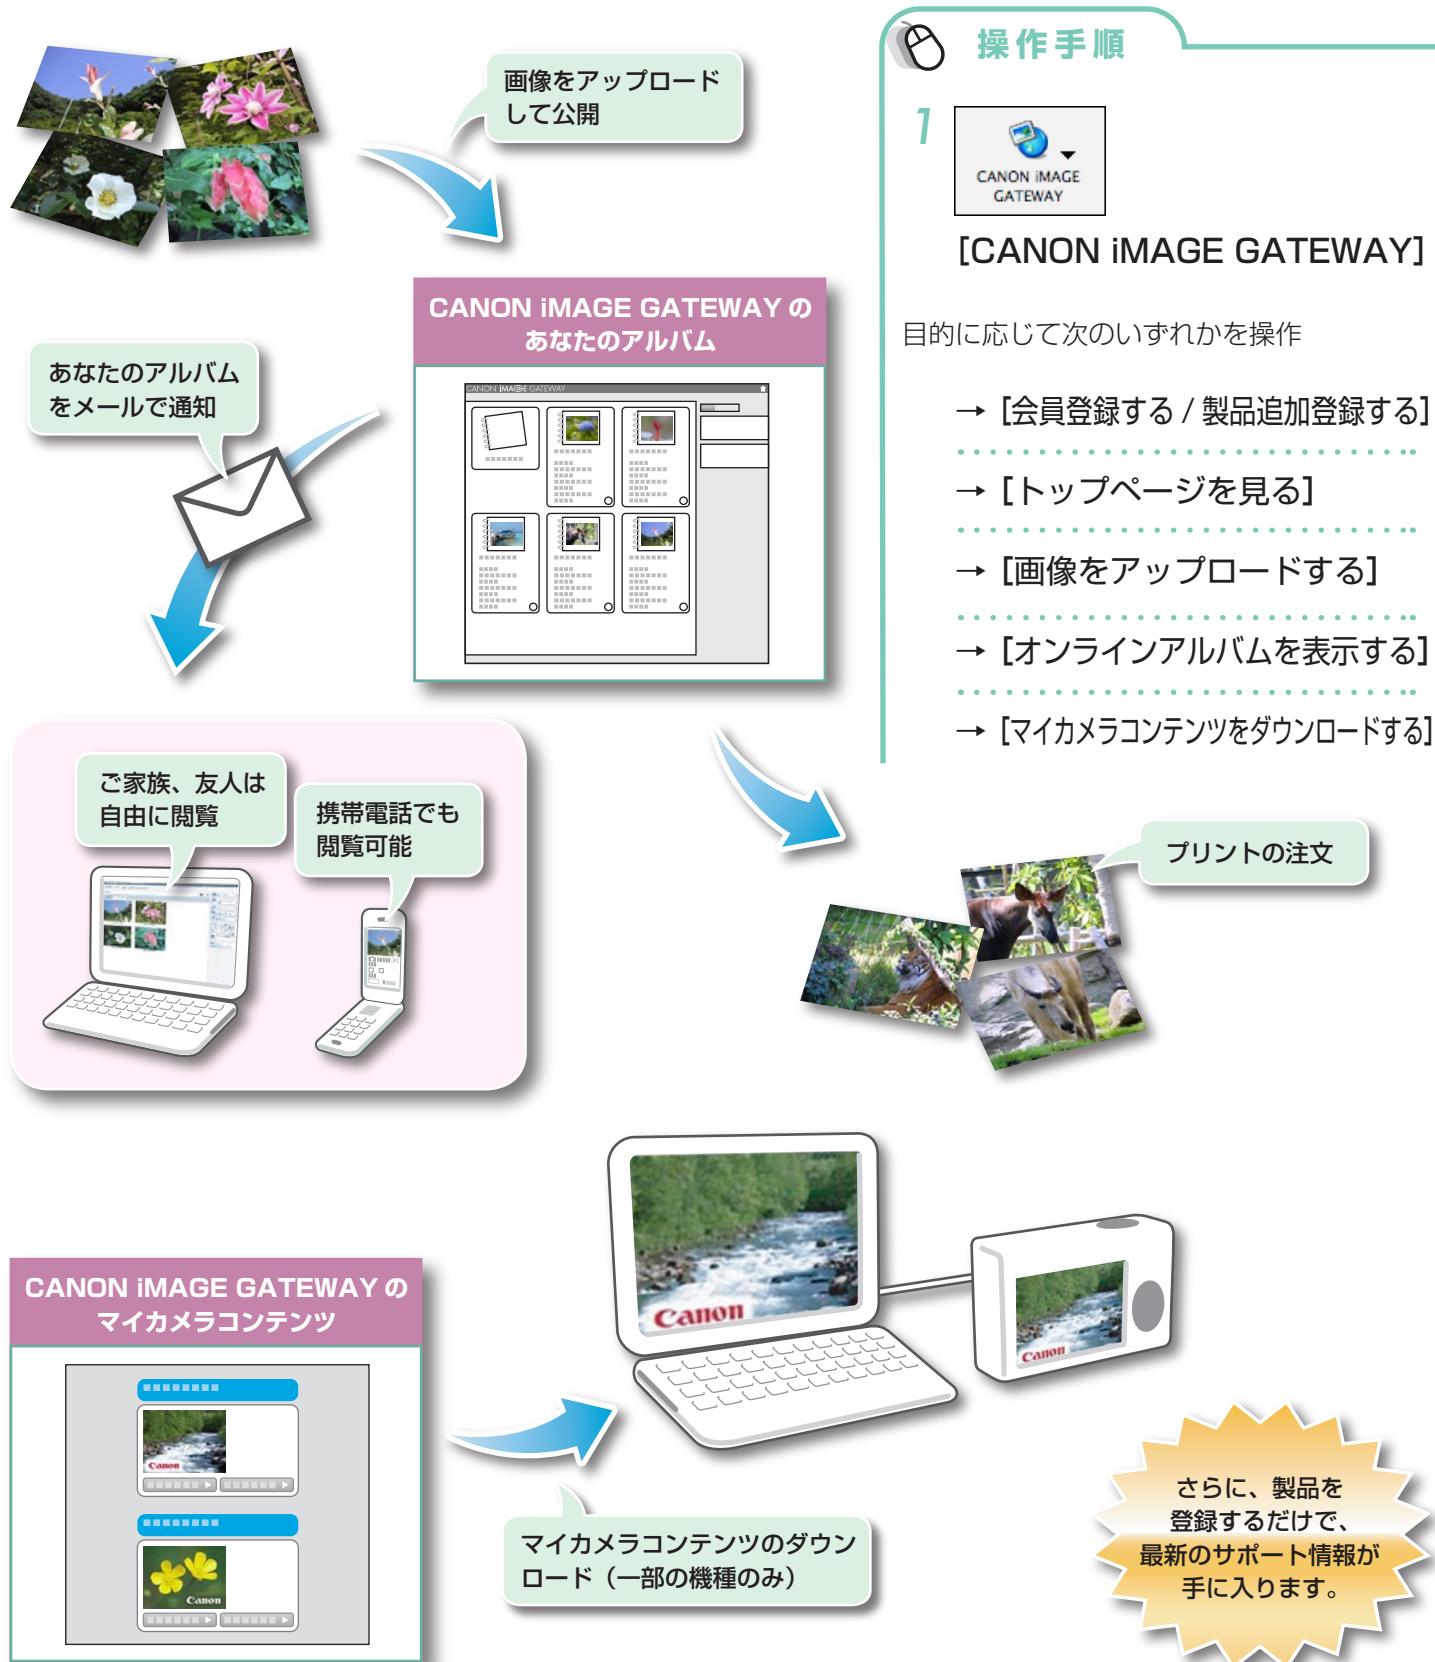 画像をアップロード
して公開
CANON iMAGE GATEWAY の
あなたのアルバム
CANON iMAGE GATEWAY
あなたのアルバム
をメールで通知
ご家族、友人は
自由に閲覧
携帯電話でも
閲覧可能
操作手順
1
CANON iMAGE
GATEWAY
[CANON iMAGE GATEWAY]
目的に応じて次のいずれかを操作
→ [会員登録する / 製品追加登録する]
→ [トップページを見る]
→ [画像をアップロードする]
→ [オンラインアルバムを表示する]
→ [マイカメラコンテンツをダウンロードする]
プリントの注文
CANON iMAGE GATEWAY の
マイカメラコンテンツ
Canon
Canon
Canon
Canon
マイカメラコンテンツのダウン
ロード（一部の機種のみ）
さらに、製品を
登録するだけで、
最新のサポート情報が
手に入ります。